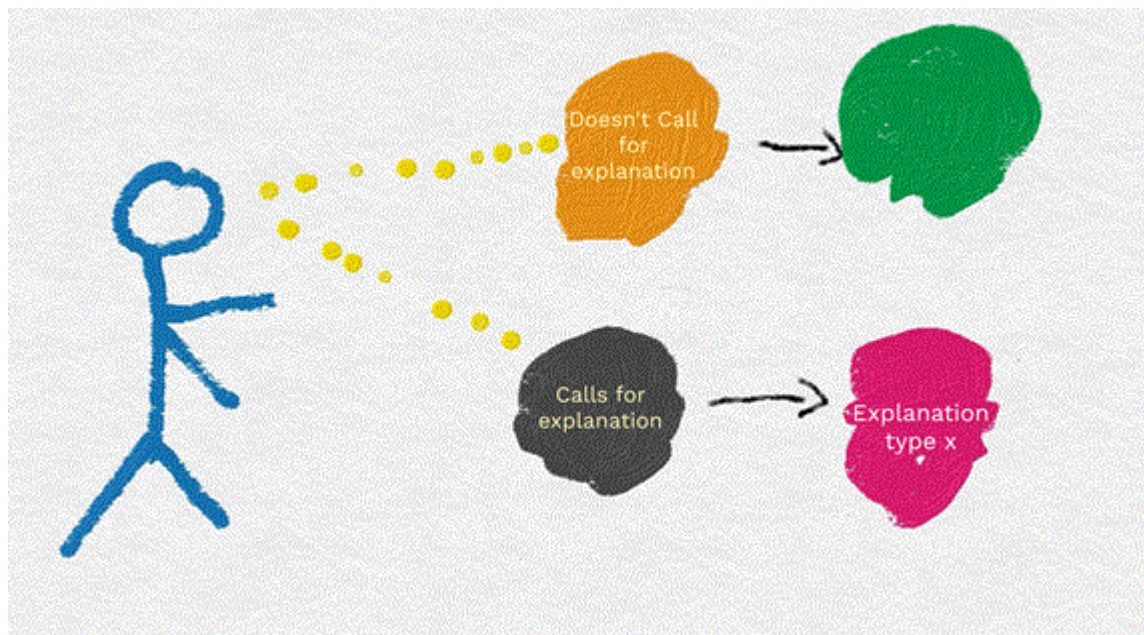 Doesn't Call
for
explanation
Calls for
explanation
Explanation
type x